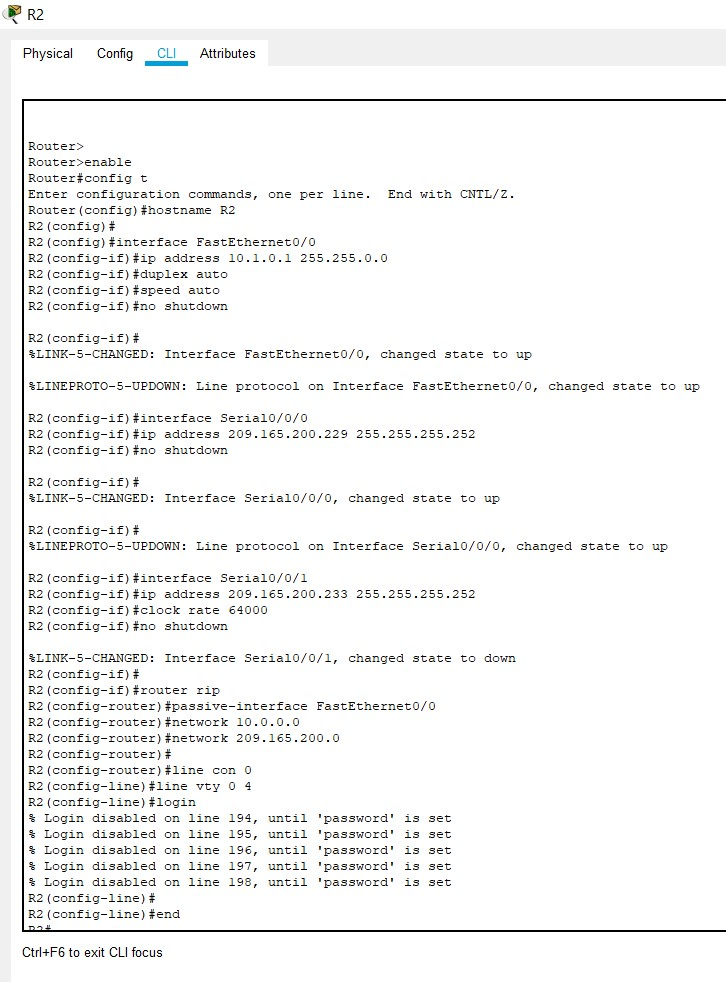 R2
Physical Config CLI Attributes
Router>
Router>enable
Router#config t
Enter configuration commands, one per line.  End with CNTL/Z.
Router(config)#hostname R2
R2(config)#
R2(config)#interface FastEthernet0/0
R2(config-if)#ip address 10.1.0.1 255.255.0.0
R2(config-if)#duplex auto
R2(config-if)#speed auto
R2(config-if)#no shutdown
R2(config-if)#
%LINK-5-CHANGED: Interface FastEthernet0/0, changed state to up
%LINEPROTO-5-UPDOWN: Line protocol on Interface FastEthernet0/0, changed state to up
R2(config-if)#interface Serial0/0/0
R2(config-if)#ip address 209.165.200.229 255.255.255.252
R2(config-if)#no shutdown
R2(config-if)#
%LINK-5-CHANGED: Interface Serial0/0/0, changed state to up
R2(config-if)#
%LINEPROTO-5-UPDOWN: Line protocol on Interface Serial0/0/0, changed state to up
R2(config-if)#interface Serial0/0/1
R2(config-if)#ip address 209.165.200.233 255.255.255.252
R2(config-if)#clock rate 64000
R2(config-if)#no shutdown
%LINK-5-CHANGED: Interface Serial0/0/1, changed state to down
R2(config-if)#
R2(config-if)#router rip
R2(config-router)#passive-interface FastEthernet0/0
R2(config-router)#network 10.0.0.0
R2(config-router)#network 209.165.200.0
R2(config-router)#
R2(config-router)#line con 0
R2(config-line)#line vty 0 4
R2(config-line)#login
% Login disabled on line 194, until 'password' is set
% Login disabled on line 195, until 'password' is set
% Login disabled on line 196, until 'password' is set
% Login disabled on line 197, until 'password' is set
% Login disabled on line 198, until 'password' is set
R2(config-line)#
R2(config-line)#end
R2#
Ctrl+F6 to exit CLI focus